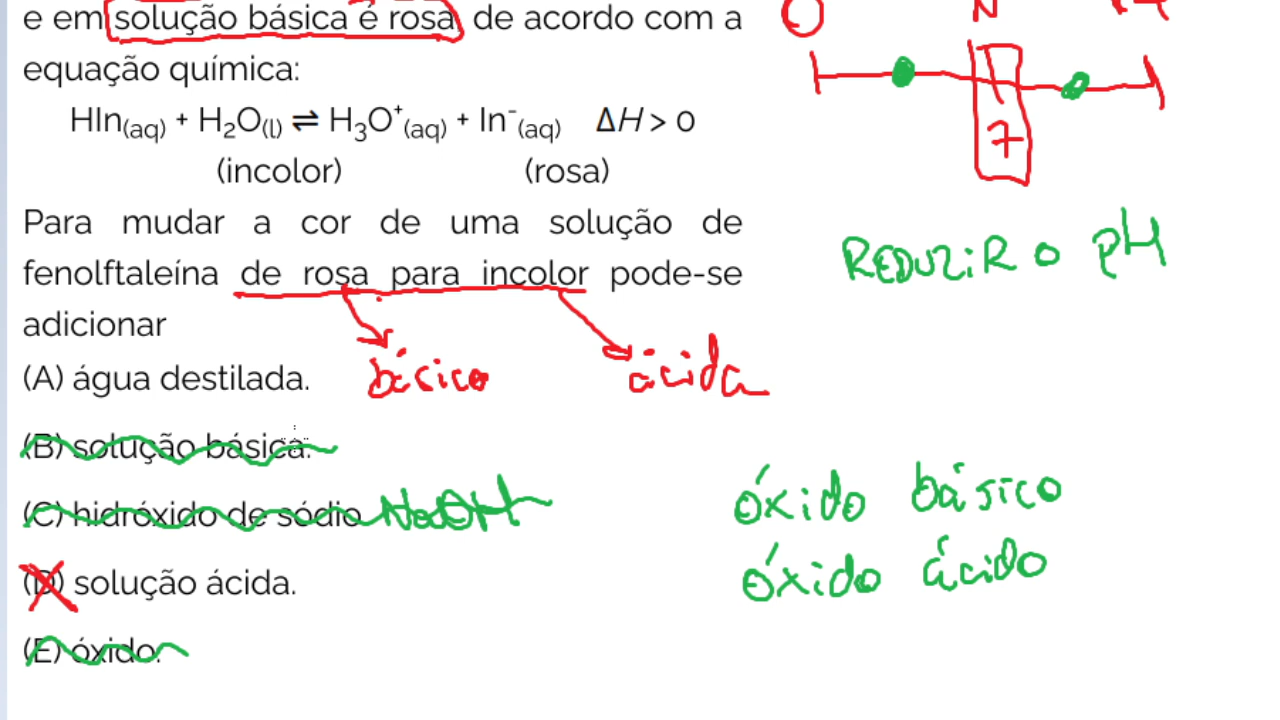 e em solução básica é rosa, de acordo com a
equação química:
HIn(aq) + H₂O(l) ⇌ H₃O⁺(aq) + In⁻(aq) ΔH > 0
(incolor) (rosa)
Para mudar a cor de uma solução de
fenolftaleína de rosa para incolor pode-se
adicionar
(A) água destilada.
(B) solução básica.
(C) hidróxido de sódio NaOH
(D) solução ácida.
(E) óxido.
básico ácida
7
REDUZIR O pH
óxido básico
óxido ácido